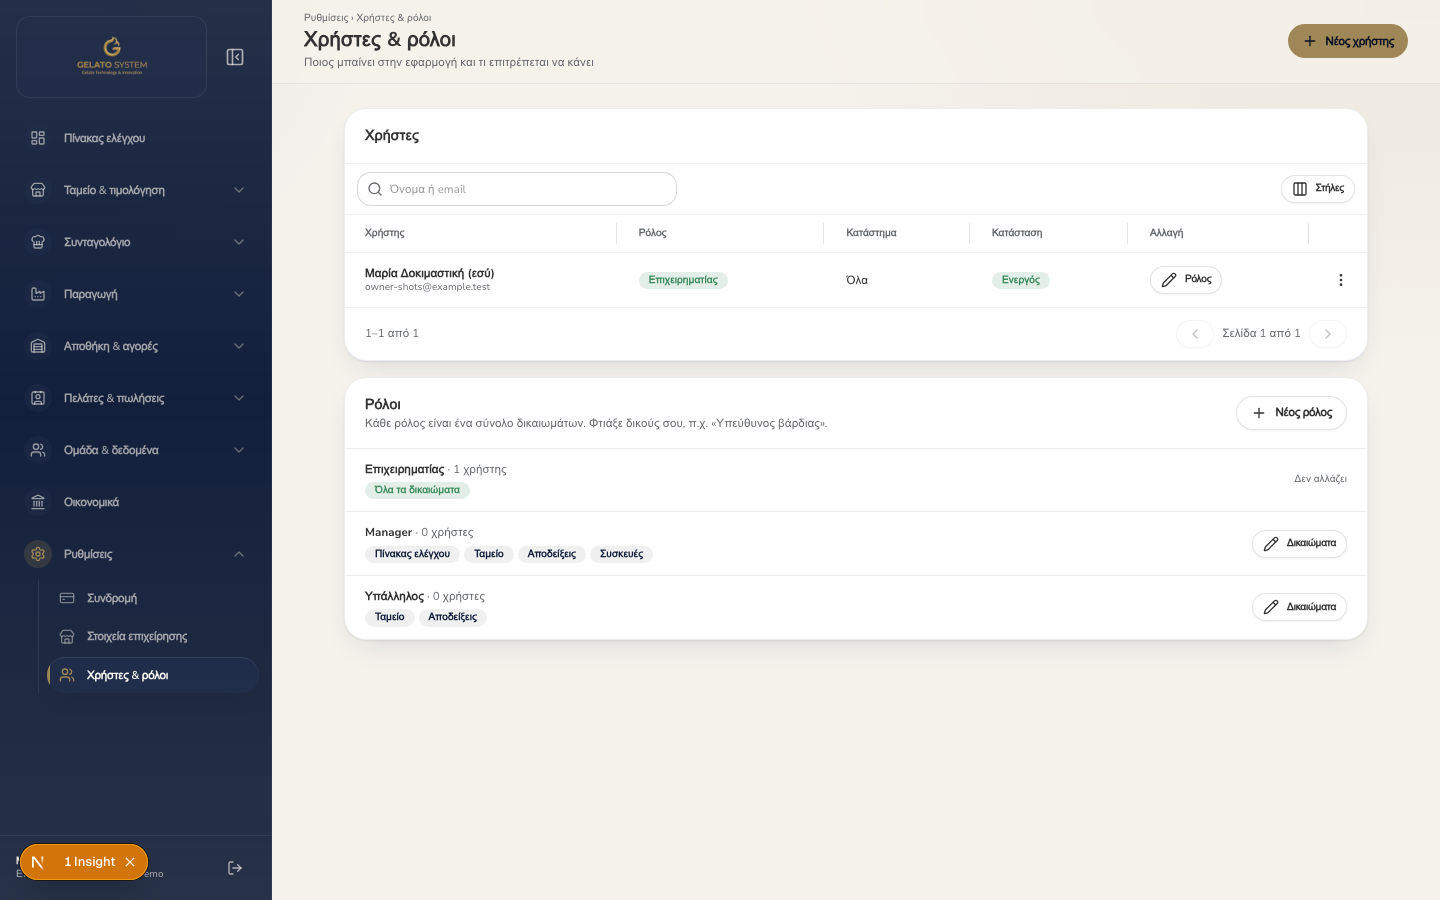 GELATO SYSTEM
Gelato Technology & Innovation
Πίνακας ελέγχου
Ταμείο & τιμολόγηση
Συνταγολόγιο
Παραγωγή
Αποθήκη & αγορές
Πελάτες & πωλήσεις
Ομάδα & δεδομένα
Οικονομικά
Ρυθμίσεις
Συνδρομή
Στοιχεία επιχείρησης
Χρήστες & ρόλοι
1 Insight
emo
Ρυθμίσεις › Χρήστες & ρόλοι
Χρήστες & ρόλοι
Ποιος μπαίνει στην εφαρμογή και τι επιτρέπεται να κάνει
Νέος χρήστης
Χρήστες
Όνομα ή email
Στήλες
Χρήστης Ρόλος Κατάστημα Κατάσταση Αλλαγή
Μαρία Δοκιμαστική (εσύ) Επιχειρηματίας Όλα Ενεργός Ρόλος
owner-shots@example.test
1–1 από 1
Σελίδα 1 από 1
Ρόλοι
Κάθε ρόλος είναι ένα σύνολο δικαιωμάτων. Φτιάξε δικούς σου, π.χ. «Υπεύθυνος βάρδιας».
Νέος ρόλος
Επιχειρηματίας · 1 χρήστης
Όλα τα δικαιώματα
Δεν αλλάζει
Manager · 0 χρήστες
Πίνακας ελέγχου Ταμείο Αποδείξεις Συσκευές
Δικαιώματα
Υπάλληλος · 0 χρήστες
Ταμείο Αποδείξεις
Δικαιώματα